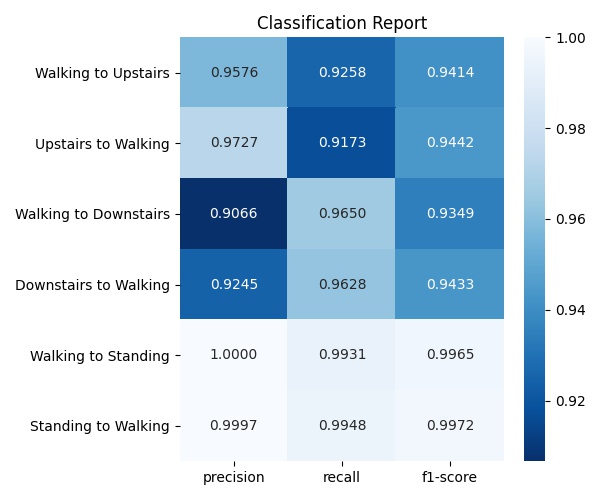 Classification Report
Walking to Upstairs 0.9576 0.9258 0.9414
Upstairs to Walking 0.9727 0.9173 0.9442
Walking to Downstairs 0.9066 0.9650 0.9349
Downstairs to Walking 0.9245 0.9628 0.9433
Walking to Standing 1.0000 0.9931 0.9965
Standing to Walking 0.9997 0.9948 0.9972
precision recall f1-score
1.00
0.98
0.96
0.94
0.92